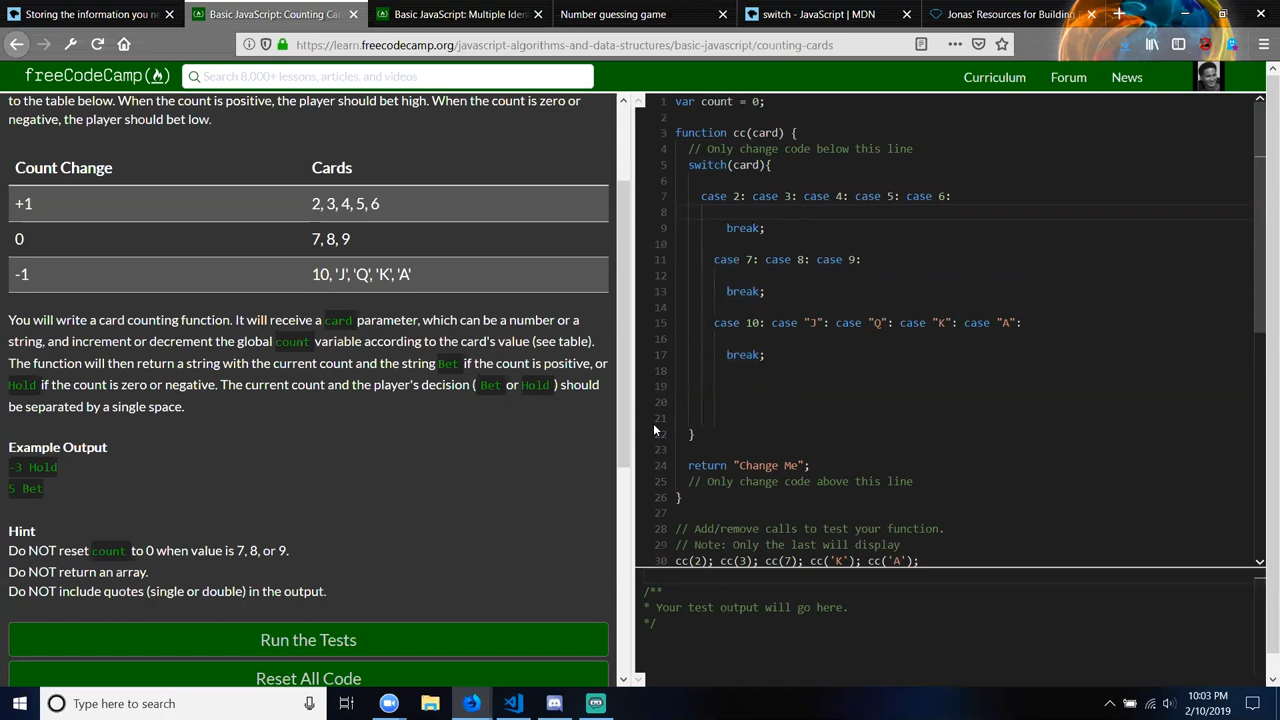 Storing the information you n
Basic JavaScript: Counting Car
Basic JavaScript: Multiple Iden
Number guessing game
switch - JavaScript | MDN
Jonas' Resources for Building
https://learn.freecodecamp.org/javascript-algorithms-and-data-structures/basic-javascript/counting-cards
freeCodeCamp
Search 8,000+ lessons, articles, and videos
Curriculum
Forum
News
to the table below. When the count is positive, the player should bet high. When the count is zero or
negative, the player should bet low.
Count Change Cards
+1 2, 3, 4, 5, 6
0 7, 8, 9
-1 10, 'J', 'Q', 'K', 'A'
You will write a card counting function. It will receive a card parameter, which can be a number or a
string, and increment or decrement the global count variable according to the card's value (see table).
The function will then return a string with the current count and the string Bet if the count is positive, or
Hold if the count is zero or negative. The current count and the player's decision ( Bet or Hold ) should
be separated by a single space.
Example Output
-3 Hold
5 Bet
Hint
Do NOT reset count to 0 when value is 7, 8, or 9.
Do NOT return an array.
Do NOT include quotes (single or double) in the output.
Run the Tests
Reset All Code
1 var count = 0;
2
3 function cc(card) {
4 // Only change code below this line
5 switch(card){
6
7 case 2: case 3: case 4: case 5: case 6:
8
9 break;
10
11 case 7: case 8: case 9:
12
13 break;
14
15 case 10: case "J": case "Q": case "K": case "A":
16
17 break;
18
19
20
21
22 }
23
24 return "Change Me";
25 // Only change code above this line
26 }
27
28 // Add/remove calls to test your function.
29 // Note: Only the last will display
30 cc(2); cc(3); cc(7); cc('K'); cc('A');
/**
* Your test output will go here.
*/
Type here to search
10:03 PM
2/10/2019